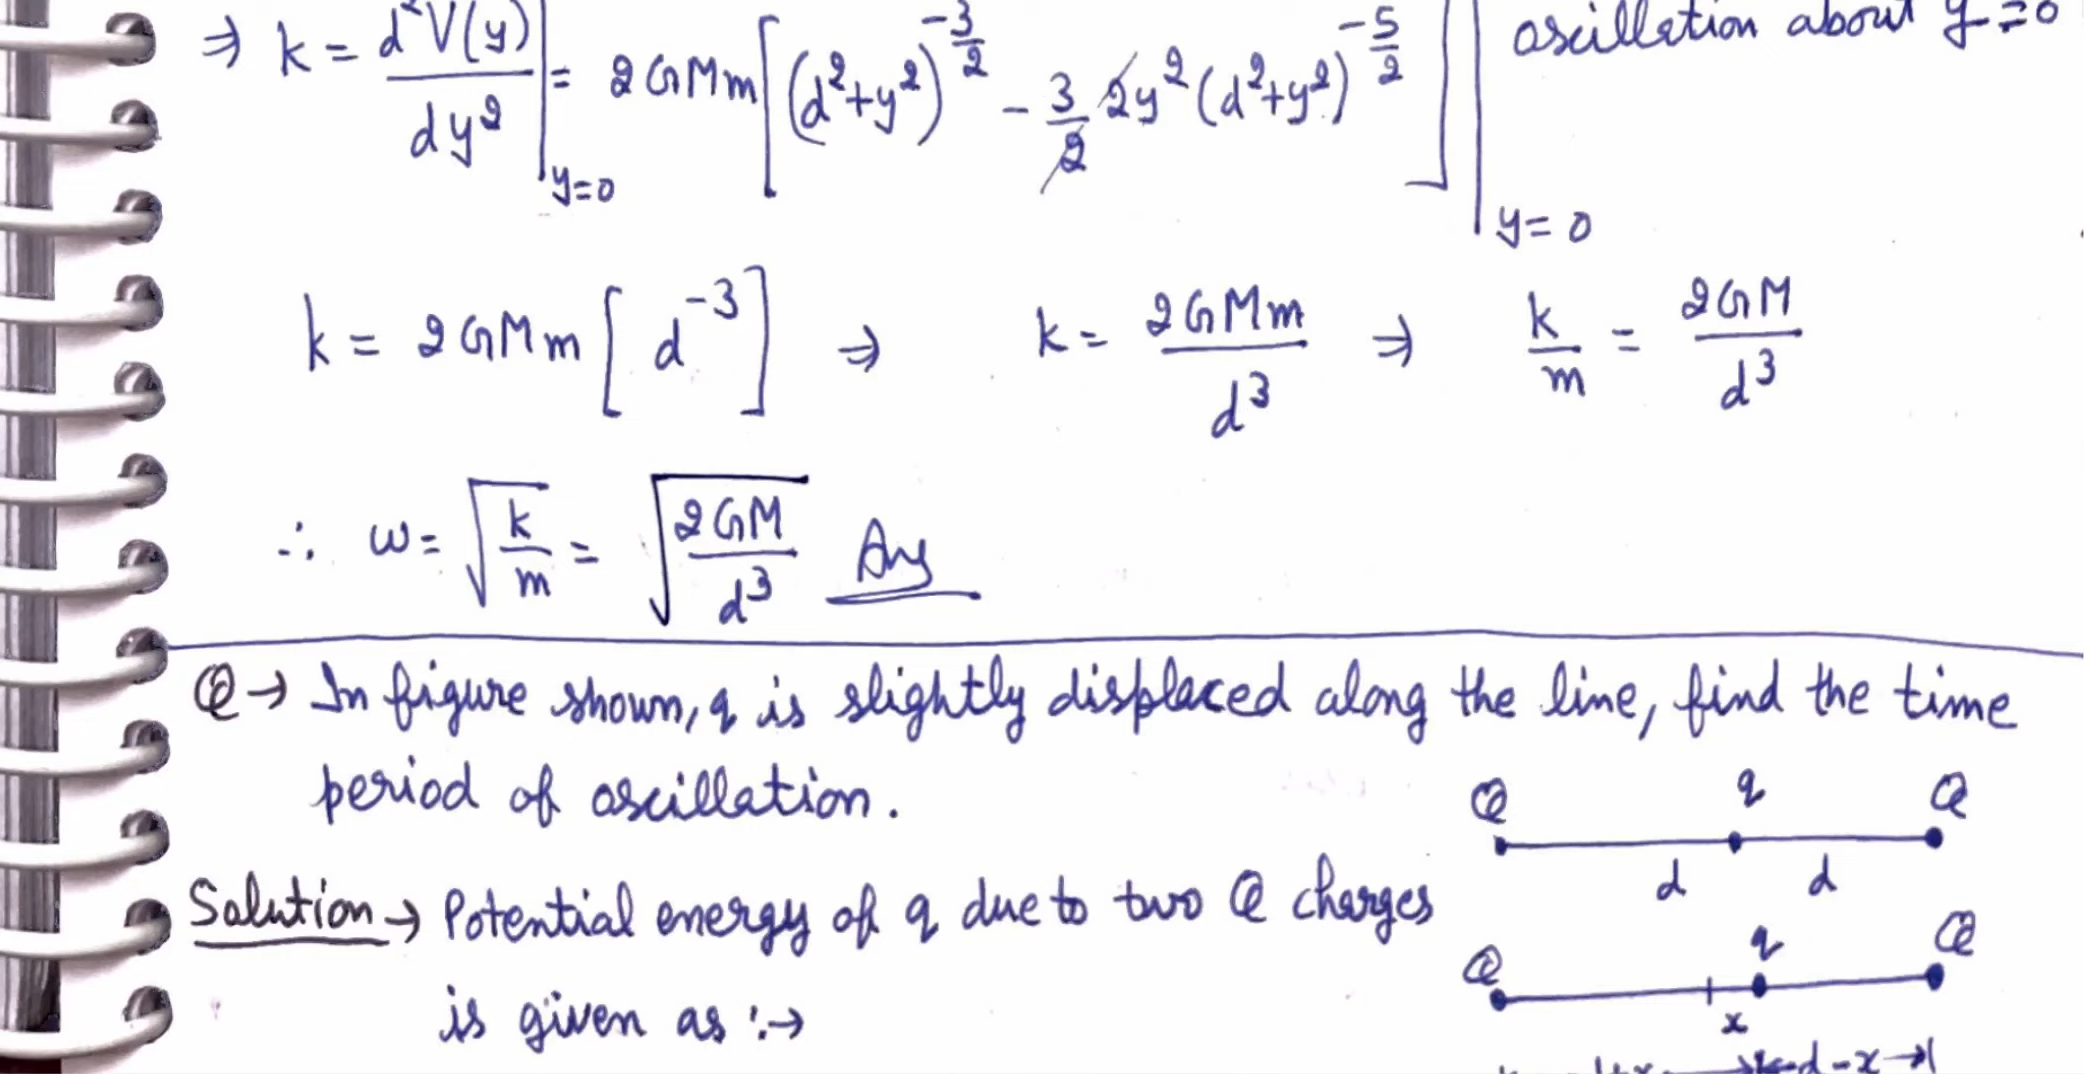 ⇒ k = d²V(y)/dy² |y=0 = 2GMm [ (d²+y²)^(-3/2) - 3/2 2y² (d²+y²)^(-5/2) ] |y=0 oscillation about y=0
k = 2GMm [ d^-3 ] ⇒ k = 2GMm/d³ ⇒ k/m = 2GM/d³
∴ ω = √(k/m) = √(2GM/d³) Ans
Q → In figure shown, q is slightly displaced along the line, find the time
period of oscillation.
Q q Q
d d
Solution → Potential energy of q due to two Q charges
is given as :→
Q q Q
x
d-x